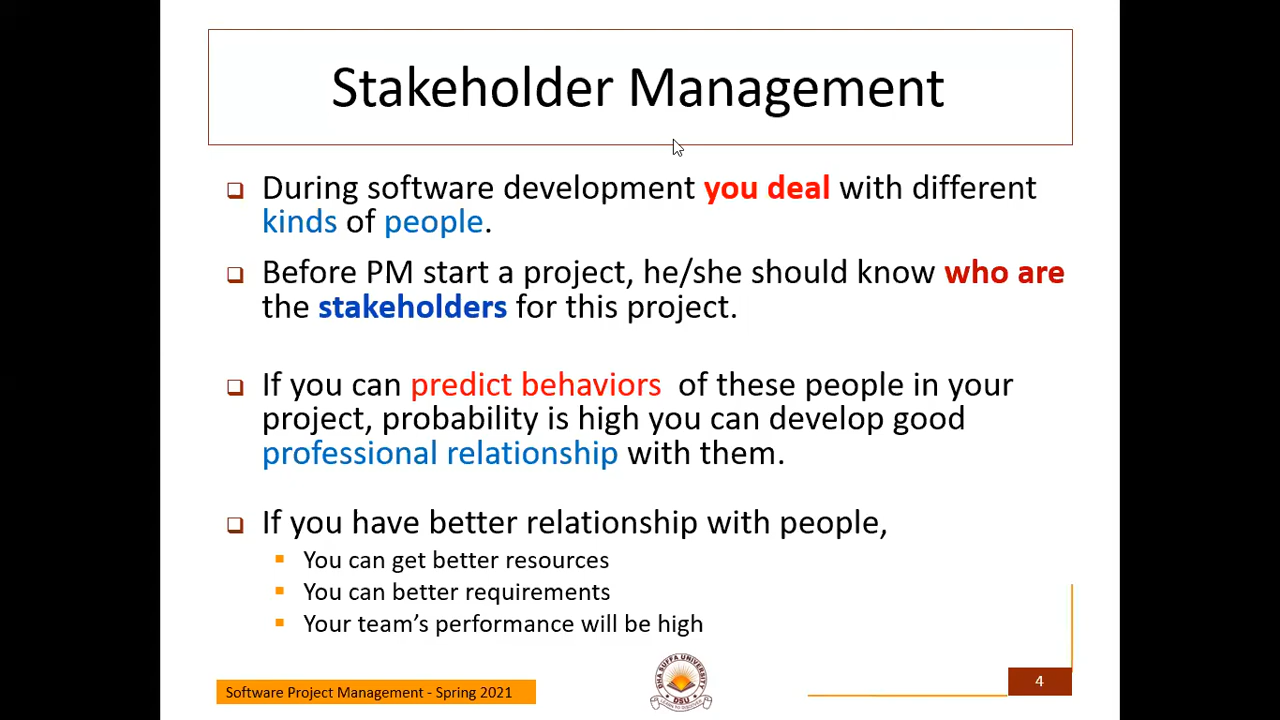 Stakeholder Management
During software development you deal with different
kinds of people.
Before PM start a project, he/she should know who are
the stakeholders for this project.
If you can predict behaviors of these people in your
project, probability is high you can develop good
professional relationship with them.
If you have better relationship with people,
You can get better resources
You can better requirements
Your team's performance will be high
Software Project Management - Spring 2021
DHA SUFFA UNIVERSITY
DSU
4